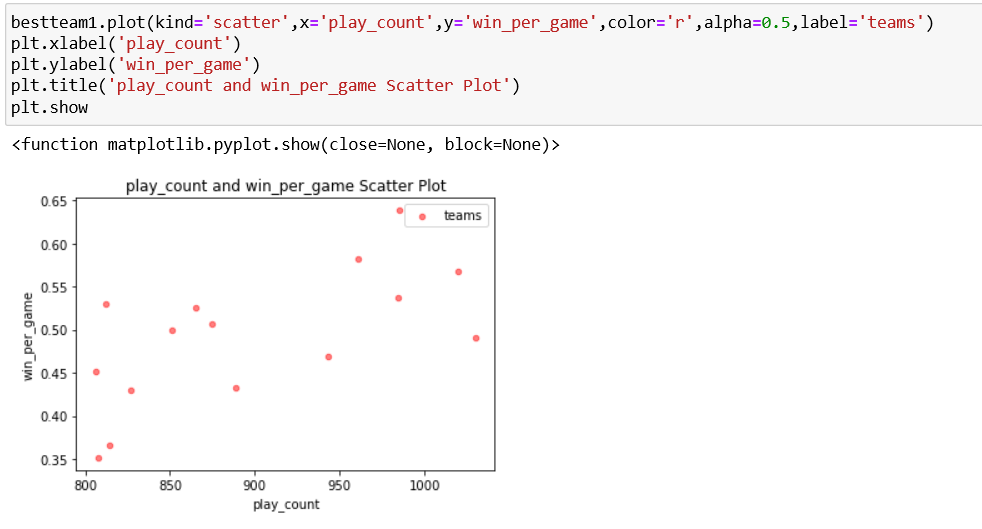 bestteam1.plot(kind='scatter',x='play_count',y='win_per_game',color='r',alpha=0.5,label='teams')
plt.xlabel('play_count')
plt.ylabel('win_per_game')
plt.title('play_count and win_per_game Scatter Plot')
plt.show
<function matplotlib.pyplot.show(close=None, block=None)>
play_count and win_per_game Scatter Plot
teams
win_per_game
0.65
0.60
0.55
0.50
0.45
0.40
0.35
800 850 900 950 1000
play_count